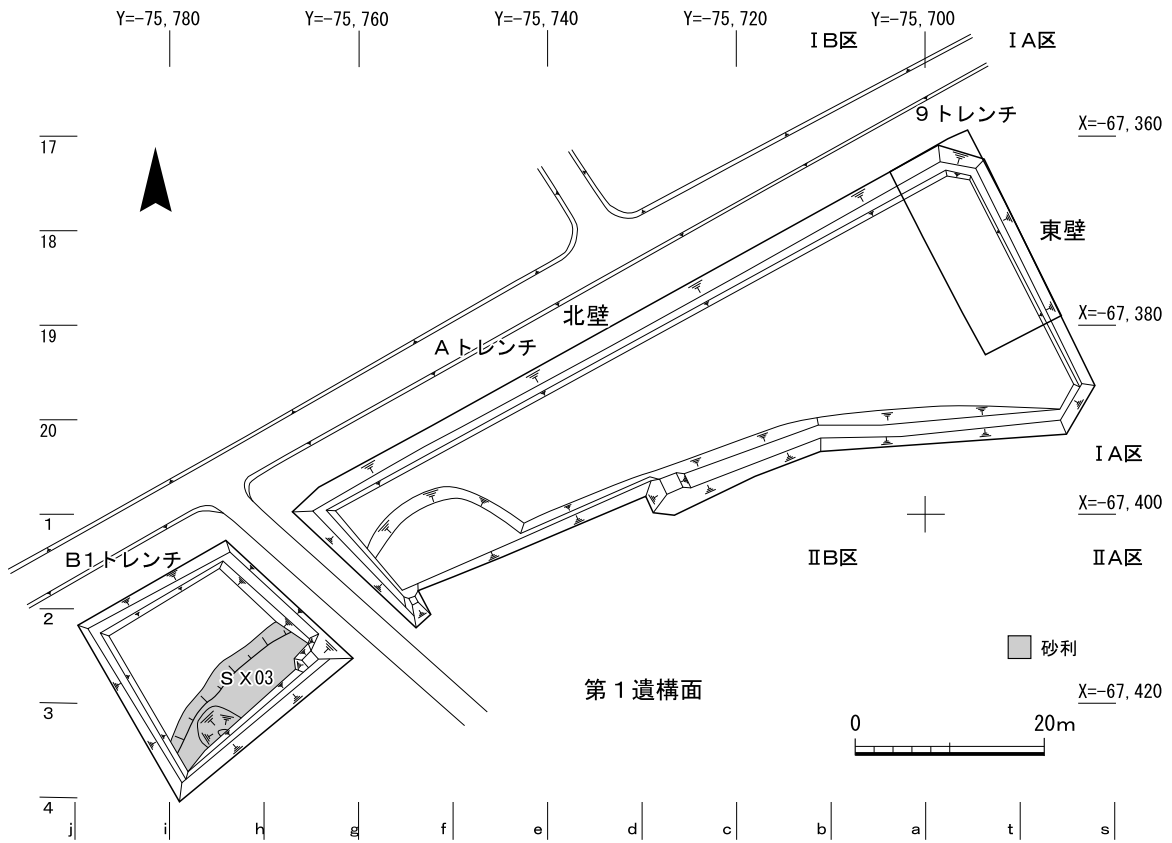 Y=-75,780
Y=-75,760
Y=-75,740
Y=-75,720
Y=-75,700
ⅠB区
ⅠA区
9トレンチ
X=-67,360
17
18
東壁
北壁
X=-67,380
19
Aトレンチ
20
ⅠA区
X=-67,400
1
B1トレンチ
ⅡB区
ⅡA区
2
砂利
SX03
第1遺構面
X=-67,420
3
0
20m
4
j
i
h
g
f
e
d
c
b
a
t
s